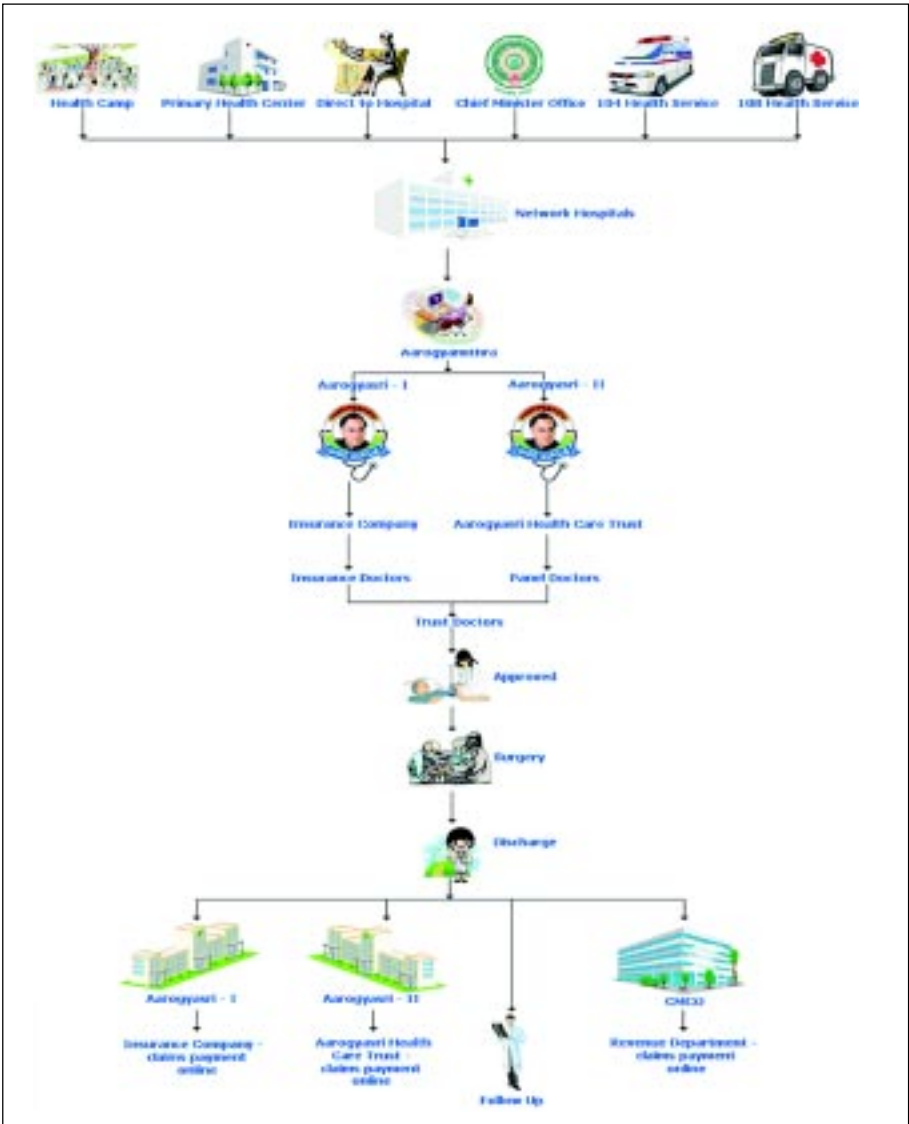 Health Camp
Primary Health Center
Direct to Hospital
Chief Minister Office
104 Health Service
108 Health Service
Network Hospitals
Aarogyamithra
Aarogyasri - I
Aarogyasri - II
Insurance Company
Aarogyasri Health Care Trust
Insurance Doctors
Panel Doctors
Trust Doctors
Approved
Surgery
Discharge
Aarogyasri - I
Aarogyasri - II
Insurance Company -
claims payment
online
Aarogyasri Health
Care Trust -
claims payment
online
Follow Up
Revenue Department -
claims payment
online